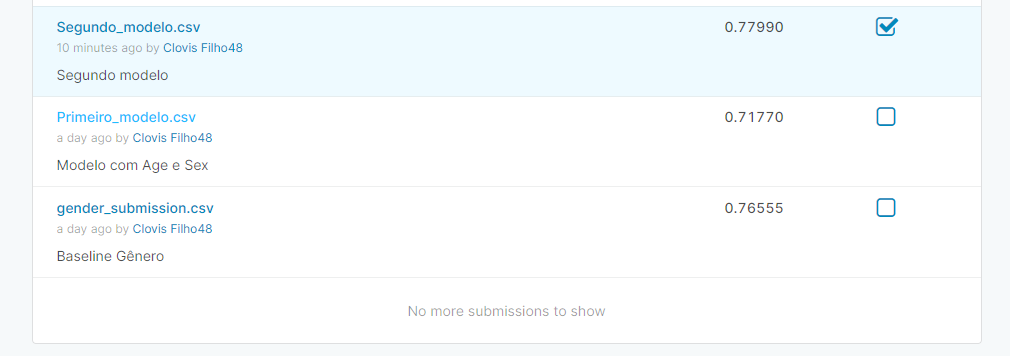 Segundo_modelo.csv 0.77990
10 minutes ago by Clovis Filho48
Segundo modelo
Primeiro_modelo.csv 0.71770
a day ago by Clovis Filho48
Modelo com Age e Sex
gender_submission.csv 0.76555
a day ago by Clovis Filho48
Baseline Gênero
No more submissions to show